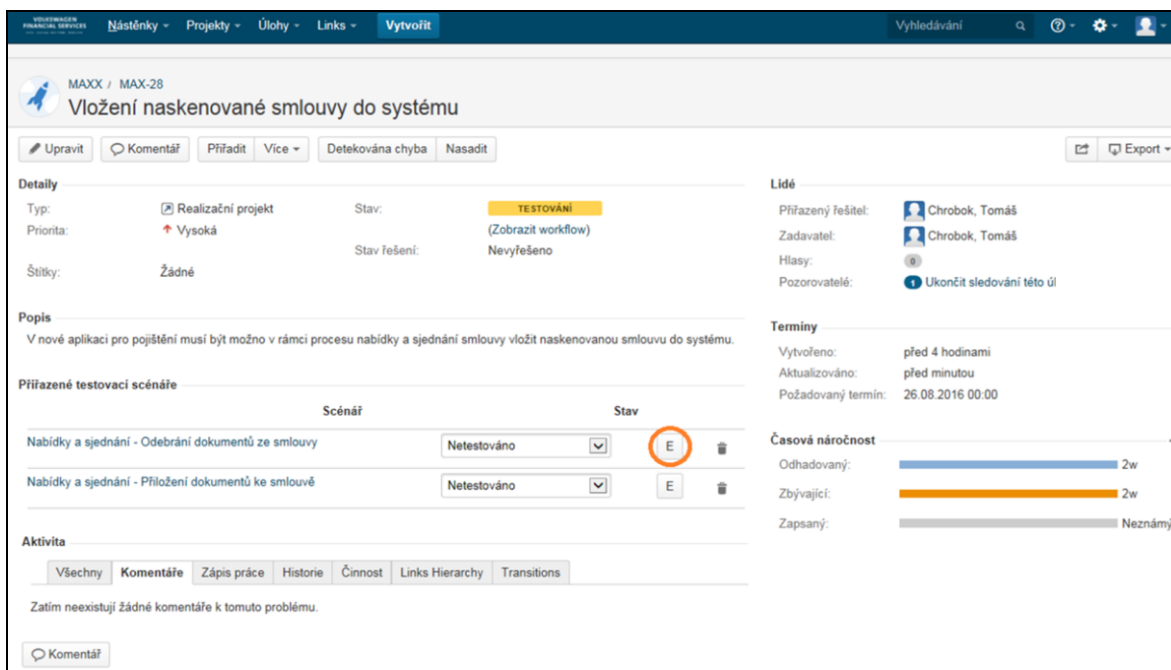 VOLKSWAGEN
FINANCIAL SERVICES
Nástěnky Projekty Úlohy Links Vytvořit Vyhledávání
MAXX / MAX-28
Vložení naskenované smlouvy do systému
Upravit Komentář Přiřadit Více Detekována chyba Nasadit Export
Detaily
Typ: Realizační projekt Stav: TESTOVÁNÍ
Priorita: Vysoká (Zobrazit workflow)
Stav řešení: Nevyřešeno
Štítky: Žádné
Popis
V nové aplikaci pro pojištění musí být možno v rámci procesu nabídky a sjednání smlouvy vložit naskenovanou smlouvu do systému.
Přiřazené testovací scénáře
Scénář Stav
Nabídky a sjednání - Odebrání dokumentů ze smlouvy Netestováno E
Nabídky a sjednání - Přiložení dokumentů ke smlouvě Netestováno E
Aktivita
Všechny Komentáře Zápis práce Historie Činnost Links Hierarchy Transitions
Zatím neexistují žádné komentáře k tomuto problému.
Komentář
Lidé
Přiřazený řešitel: Chrobok, Tomáš
Zadavatel: Chrobok, Tomáš
Hlasy: 0
Pozorovatelé: 1 Ukončit sledování této úl
Termíny
Vytvořeno: před 4 hodinami
Aktualizováno: před minutou
Požadovaný termín: 26.08.2016 00:00
Časová náročnost
Odhadovaný: 2w
Zbývající: 2w
Zapsaný: Neznámý